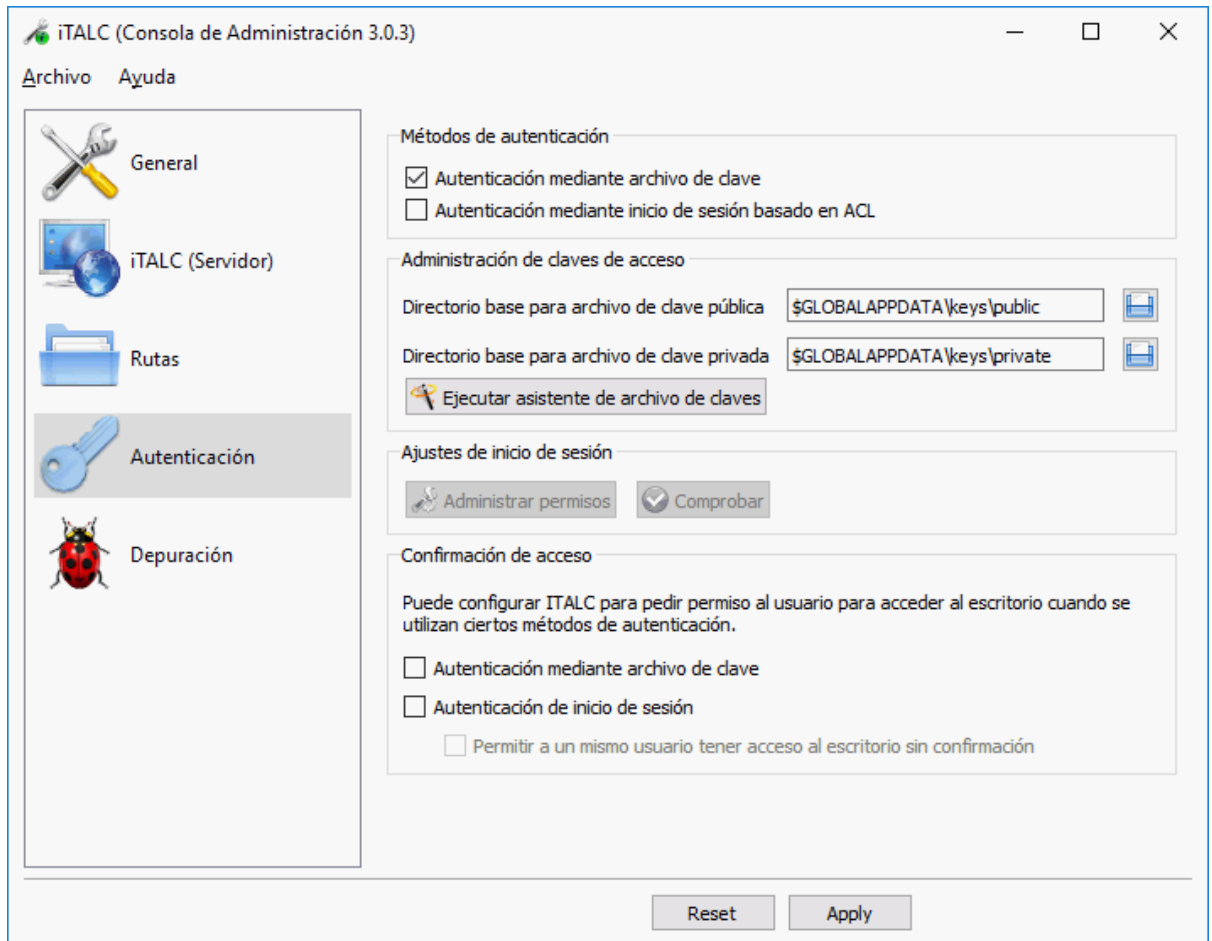 iTALC (Consola de Administración 3.0.3)
Archivo Ayuda
General
iTALC (Servidor)
Rutas
Autenticación
Depuración
Métodos de autenticación
Autenticación mediante archivo de clave
Autenticación mediante inicio de sesión basado en ACL
Administración de claves de acceso
Directorio base para archivo de clave pública $GLOBALAPPDATA\keys\public
Directorio base para archivo de clave privada $GLOBALAPPDATA\keys\private
Ejecutar asistente de archivo de claves
Ajustes de inicio de sesión
Administrar permisos Comprobar
Confirmación de acceso
Puede configurar ITALC para pedir permiso al usuario para acceder al escritorio cuando se
utilizan ciertos métodos de autenticación.
Autenticación mediante archivo de clave
Autenticación de inicio de sesión
Permitir a un mismo usuario tener acceso al escritorio sin confirmación
Reset Apply